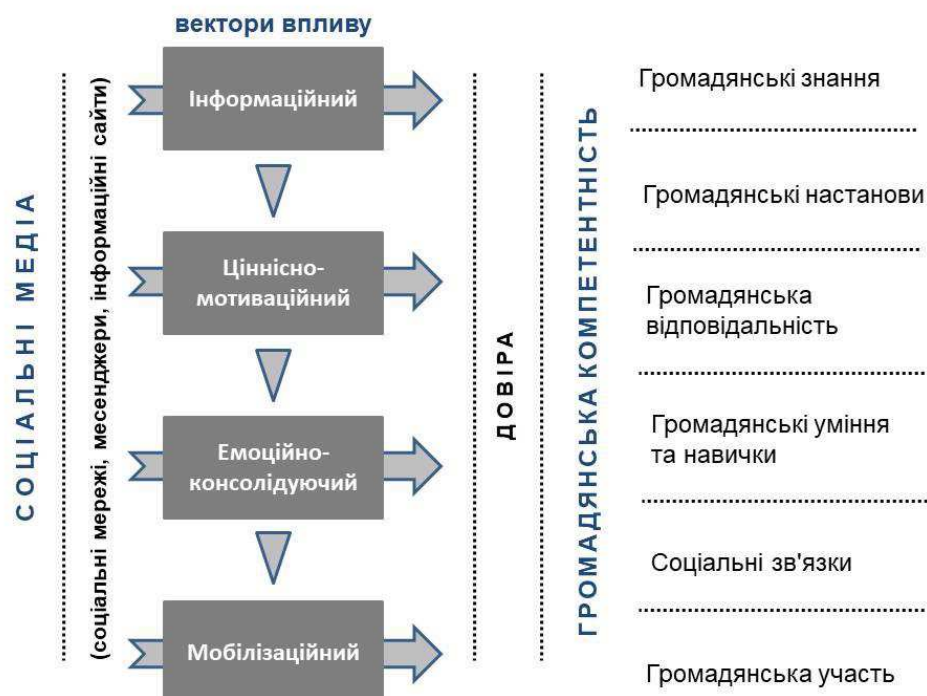 вектори впливу
СОЦІАЛЬНІ МЕДІА
(соціальні мережі, месенджери, інформаційні сайти)
Інформаційний
Ціннісно-
мотиваційний
Емоційно-
консолідуючий
Мобілізаційний
ДОВІРА
ГРОМАДЯНСЬКА КОМПЕТЕНТНІСТЬ
Громадянські знання
Громадянські настанови
Громадянська
відповідальність
Громадянські уміння
та навички
Соціальні зв'язки
Громадянська участь